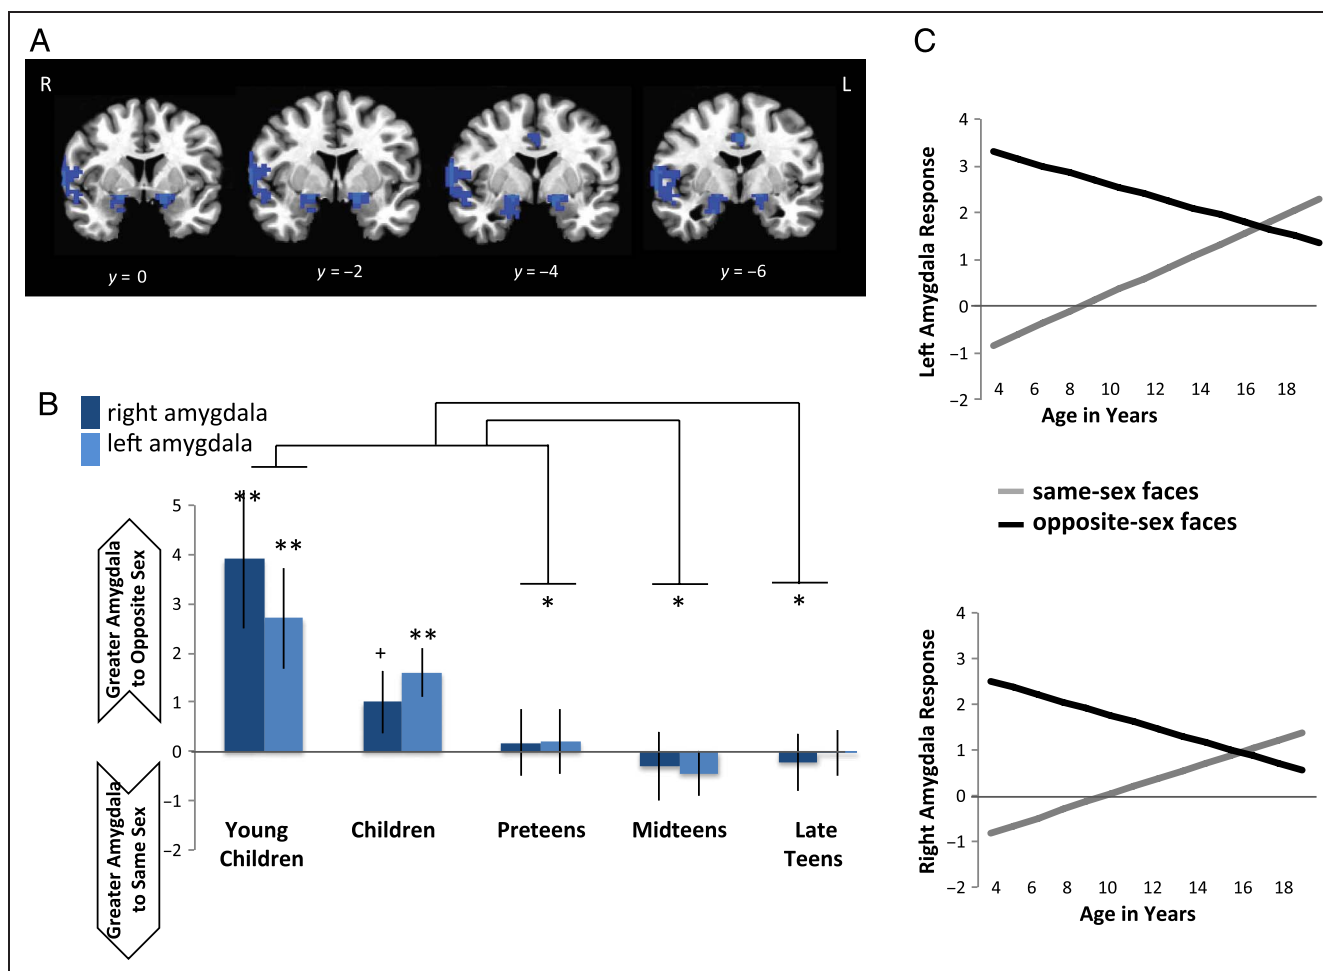 A
R
L
y = 0
y = −2
y = −4
y = −6
B
right amygdala
left amygdala
Greater Amygdala
to Opposite Sex
Greater Amygdala
to Same Sex
5
4
3
2
1
0
−1
−2
**
**
+
**
*
*
*
Young
Children
Children
Preteens
Midteens
Late
Teens
C
Left Amygdala Response
4
3
2
1
0
−1
−2
4 6 8 10 12 14 16 18
Age in Years
same-sex faces
opposite-sex faces
Right Amygdala Response
4
3
2
1
0
−1
−2
4 6 8 10 12 14 16 18
Age in Years